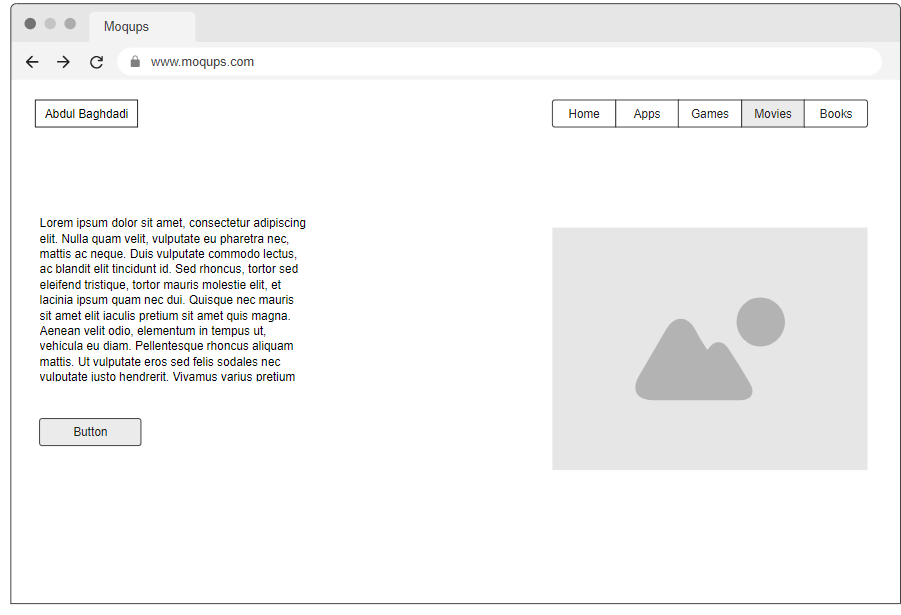 Moqups
www.moqups.com
Abdul Baghdadi
Home Apps Games Movies Books
Lorem ipsum dolor sit amet, consectetur adipiscing
elit. Nulla quam velit, vulputate eu pharetra nec,
mattis ac neque. Duis vulputate commodo lectus,
ac blandit elit tincidunt id. Sed rhoncus, tortor sed
eleifend tristique, tortor mauris molestie elit, et
lacinia ipsum quam nec dui. Quisque nec mauris
sit amet elit iaculis pretium sit amet quis magna.
Aenean velit odio, elementum in tempus ut,
vehicula eu diam. Pellentesque rhoncus aliquam
mattis. Ut vulputate eros sed felis sodales nec
vulputate iusto hendrerit. Vivamus varius pretium
Button